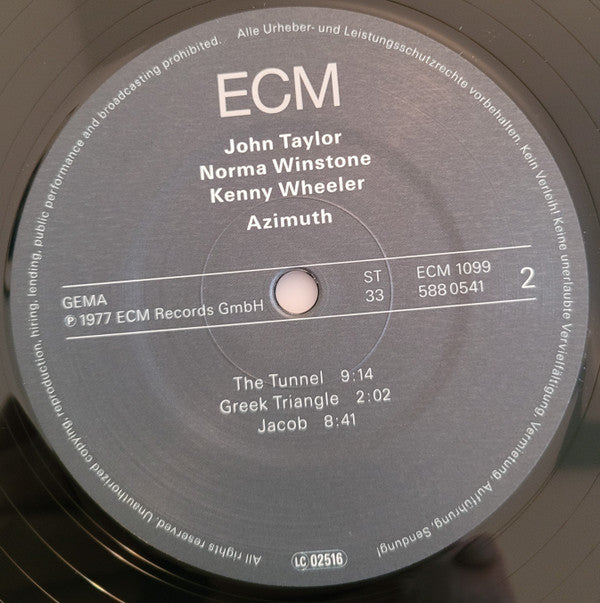 ECM
John Taylor
Norma Winstone
Kenny Wheeler
Azimuth
GEMA
℗ 1977 ECM Records GmbH
ST
33
ECM 1099
588 0541
2
The Tunnel 9:14
Greek Triangle 2:02
Jacob 8:41
LC 02516
All rights reserved. Unauthorized copying, reproduction, hiring, lending, public performance and broadcasting prohibited.
Alle Urheber- und Leistungsschutzrechte vorbehalten. Kein Verleih! Keine unerlaubte Vervielfältigung, Vermietung, Aufführung, Sendung!